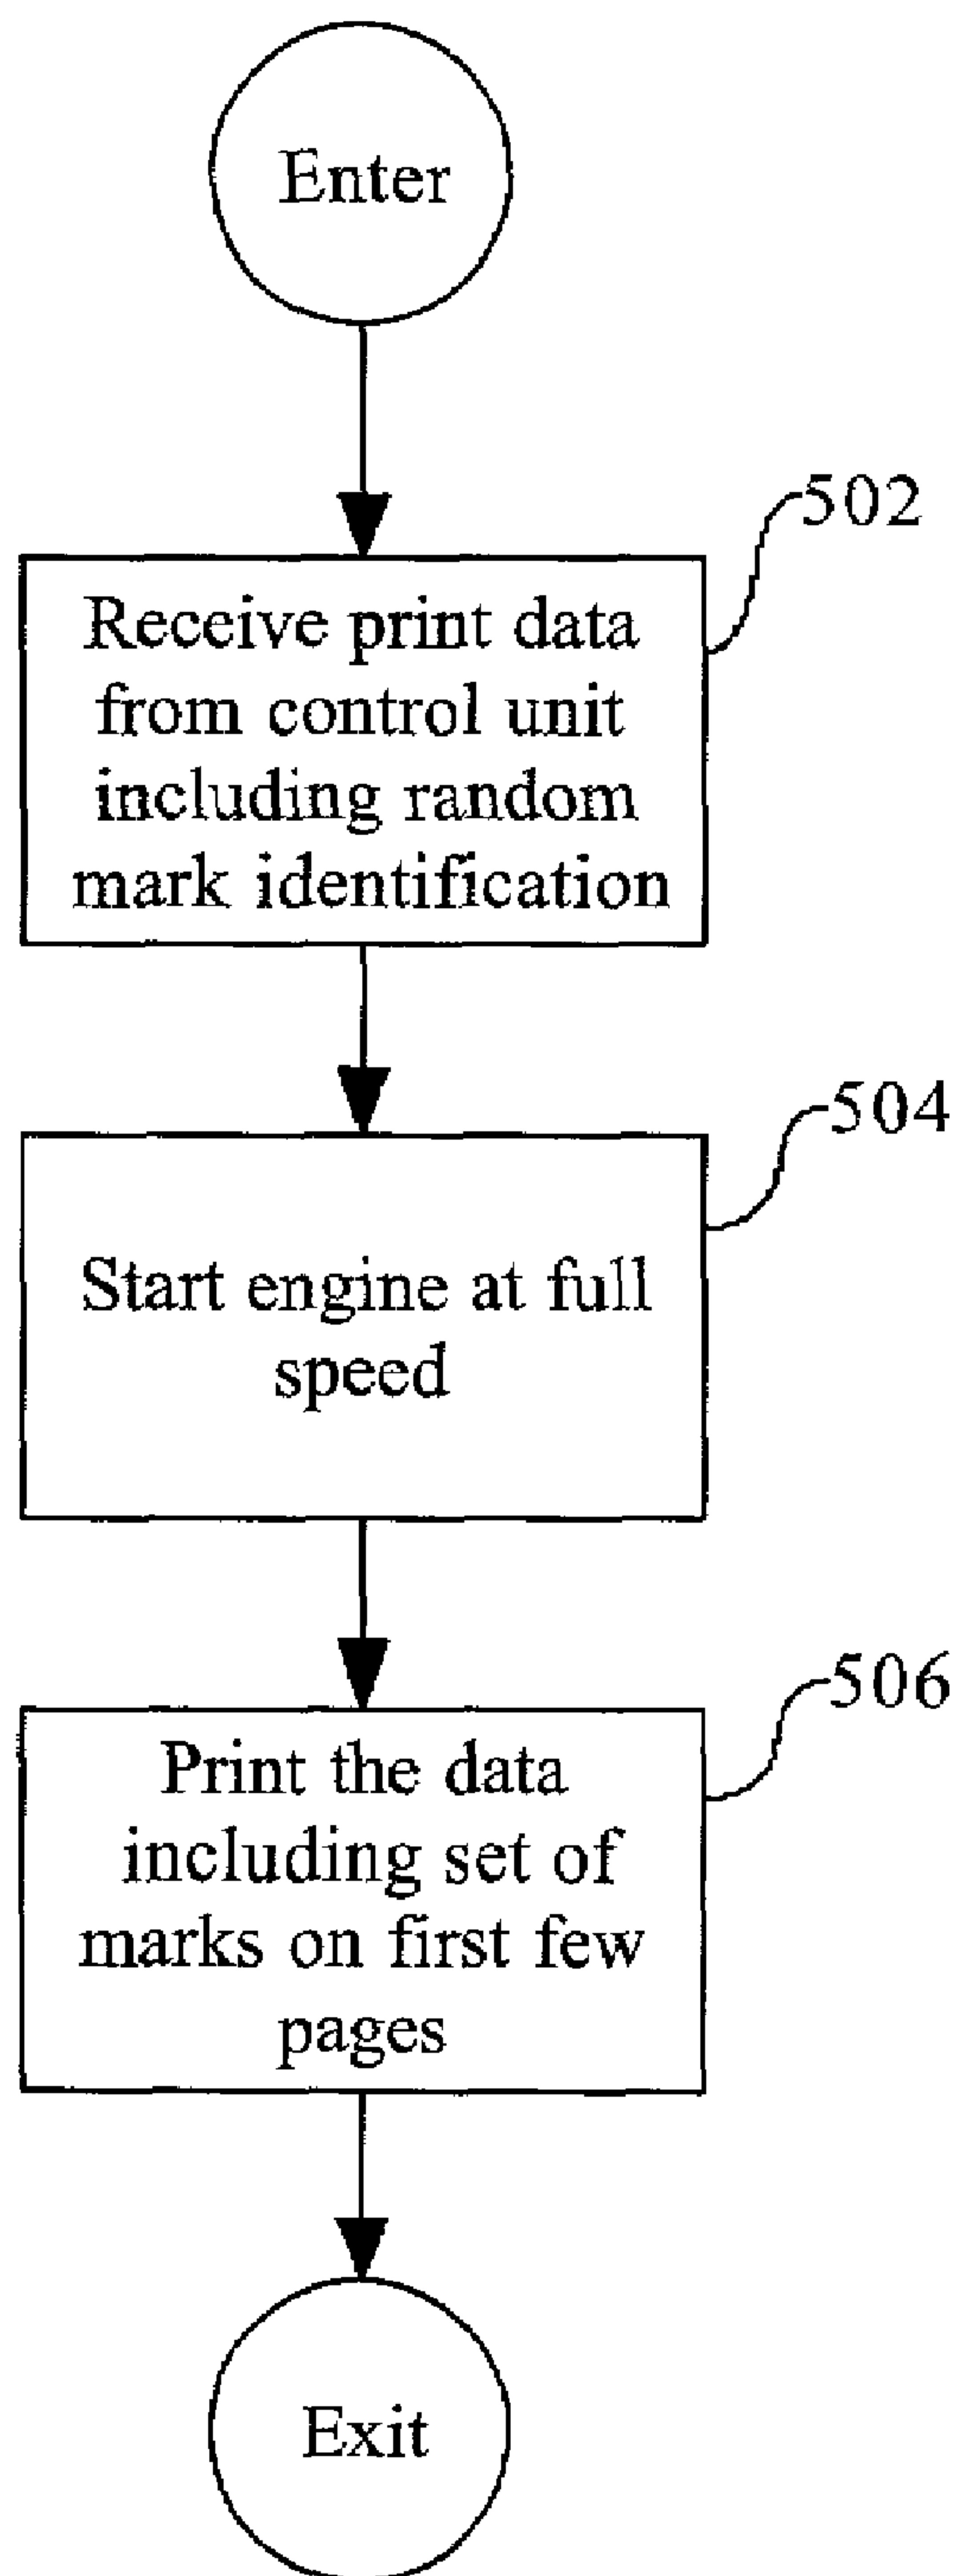 Enter
502
Receive print data
from control unit
including random
mark identification
504
Start engine at full
speed
506
Print the data
including set of
marks on first few
pages
Exit